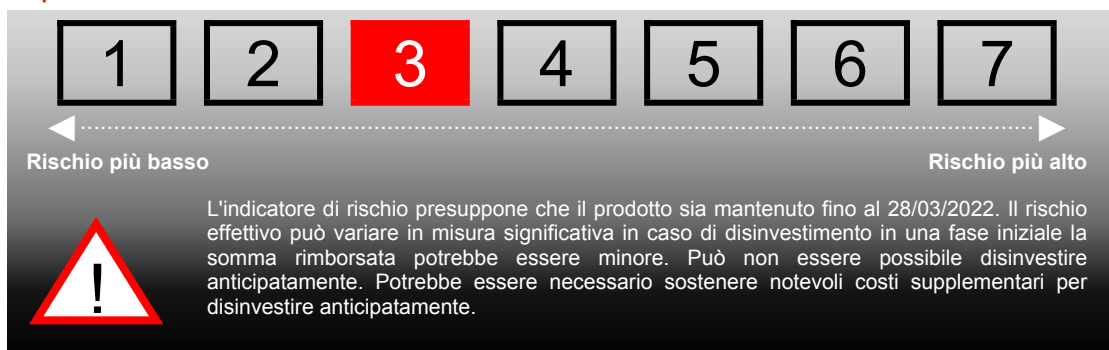 1 2 3 4 5 6 7
Rischio più basso Rischio più alto
L'indicatore di rischio presuppone che il prodotto sia mantenuto fino al 28/03/2022. Il rischio
effettivo può variare in misura significativa in caso di disinvestimento in una fase iniziale la
somma rimborsata potrebbe essere minore. Può non essere possibile disinvestire
anticipatamente. Potrebbe essere necessario sostenere notevoli costi supplementari per
disinvestire anticipatamente.
!